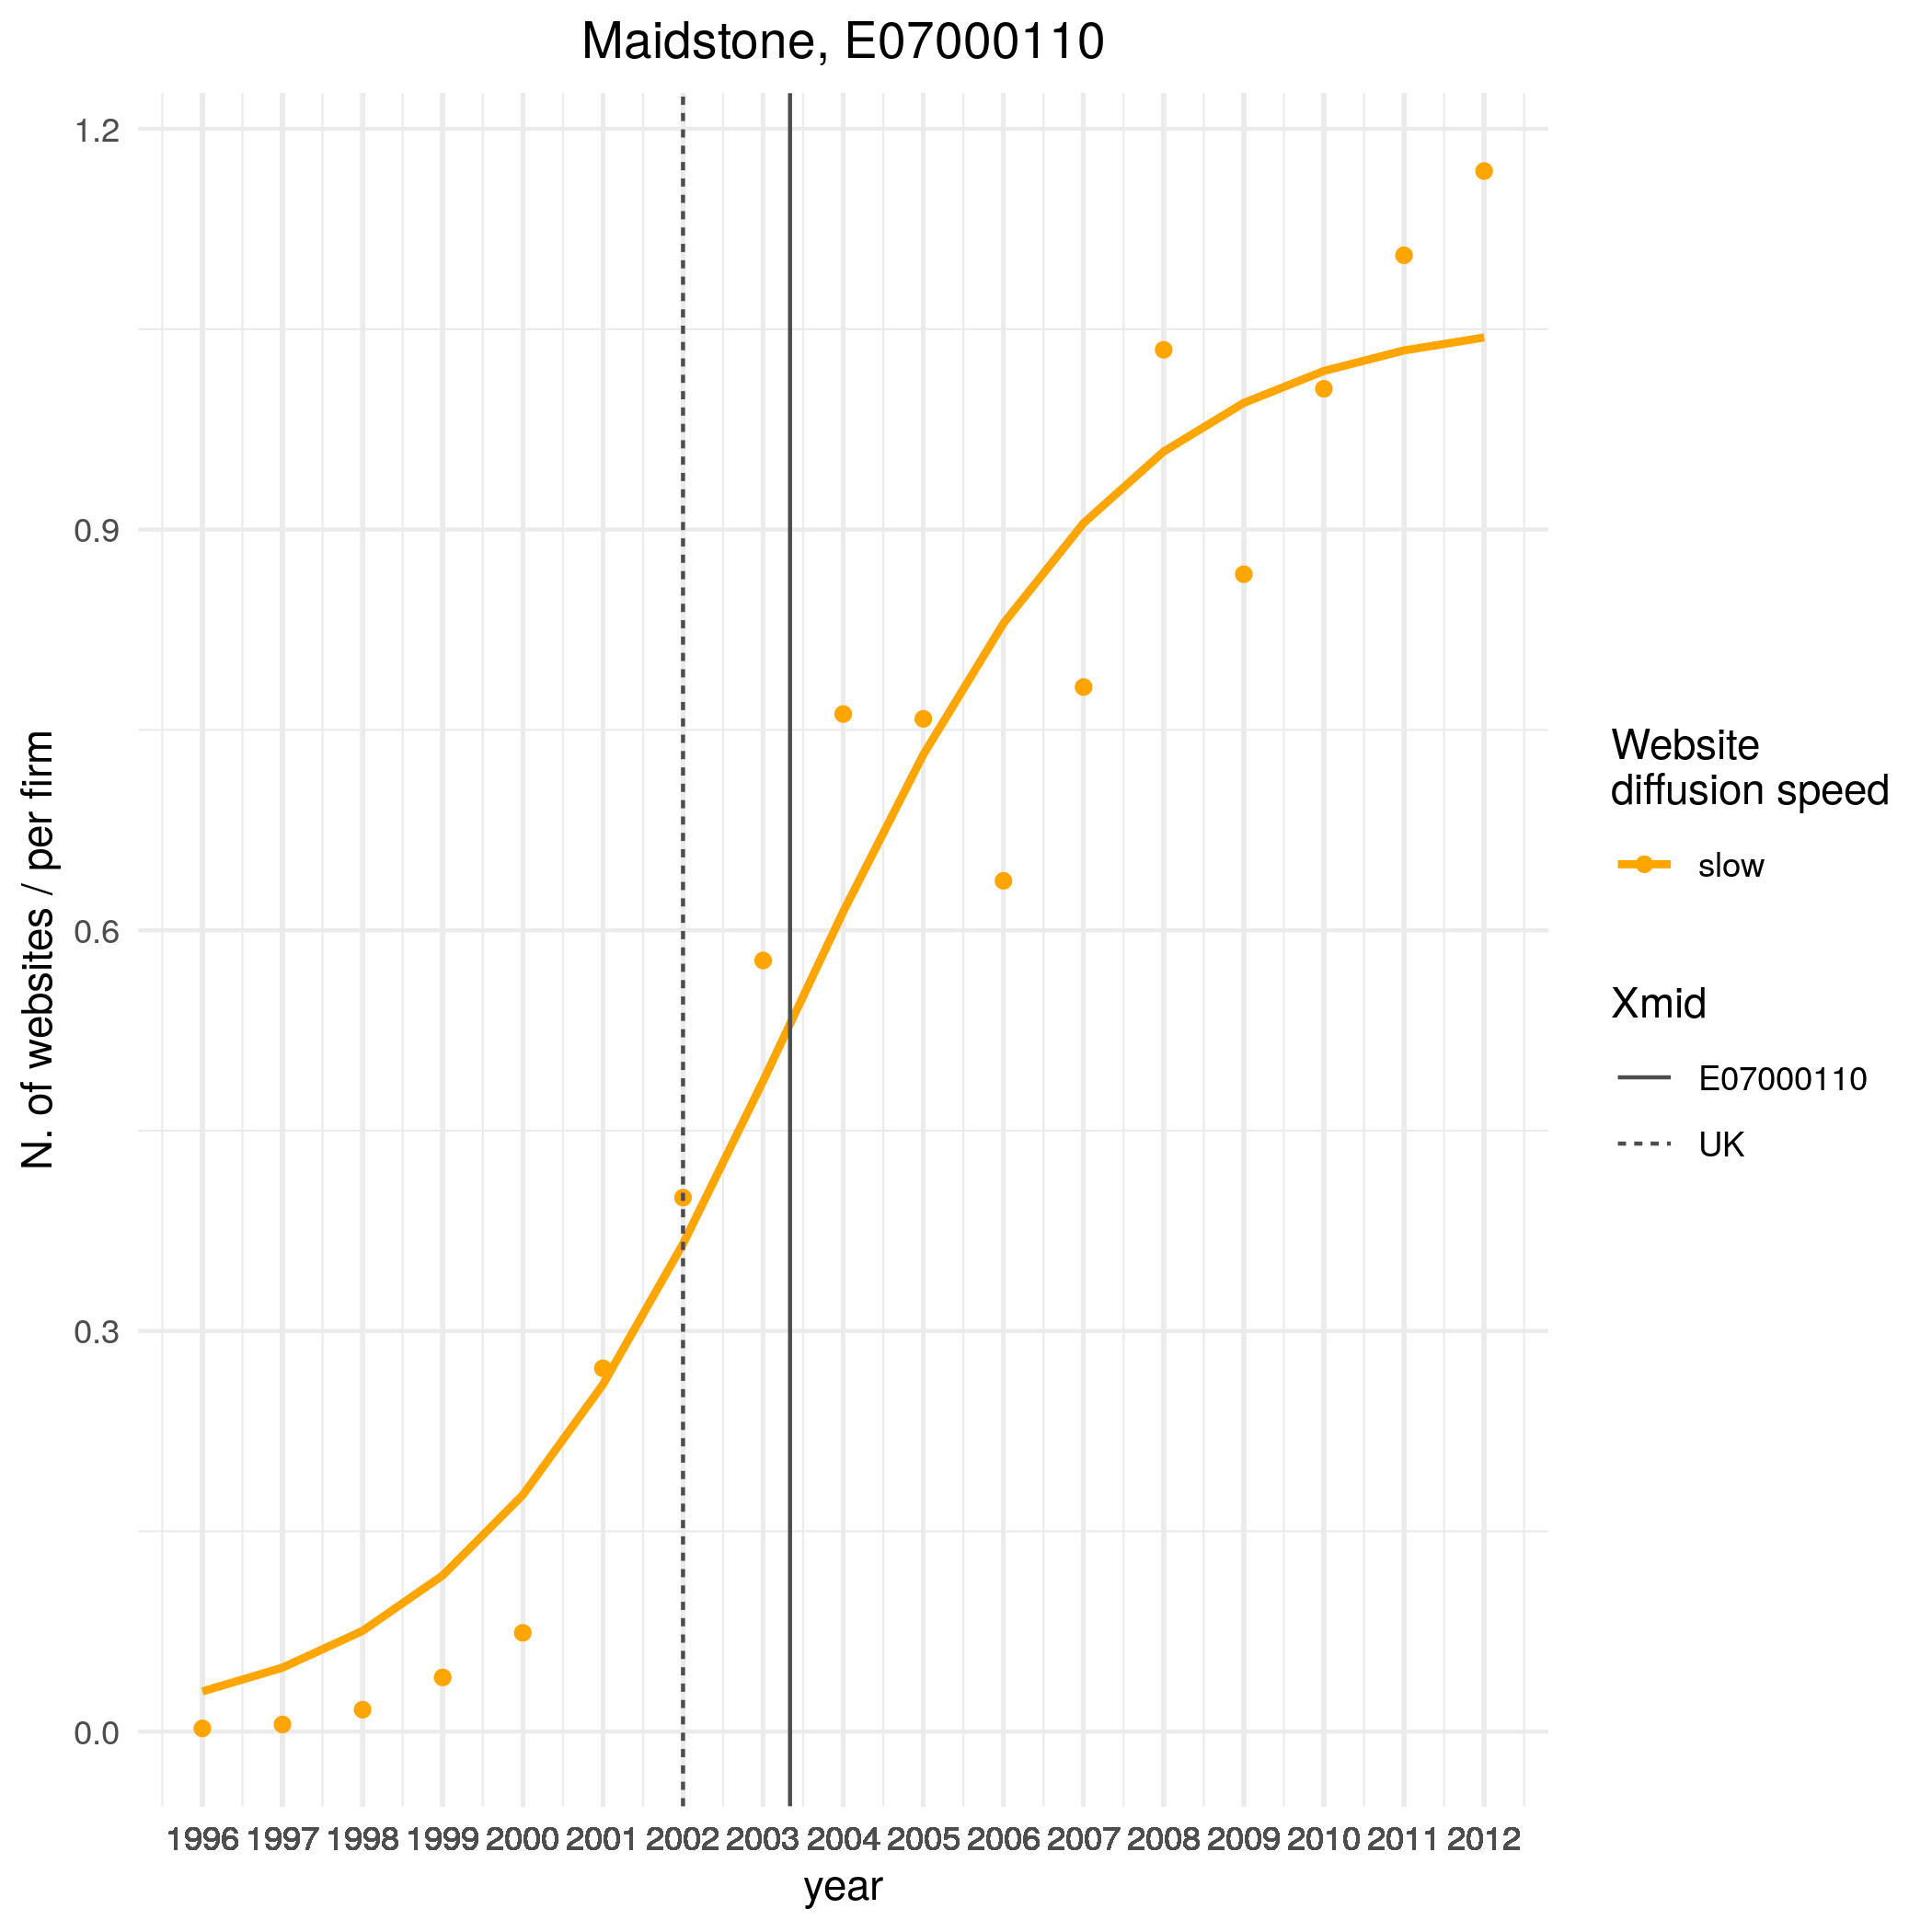 Maidstone, E07000110
1.2
0.9
0.6
0.3
0.0
N. of websites / per firm
1996 1997 1998 1999 2000 2001 2002 2003 2004 2005 2006 2007 2008 2009 2010 2011 2012
year
Website
diffusion speed
slow
Xmid
E07000110
UK